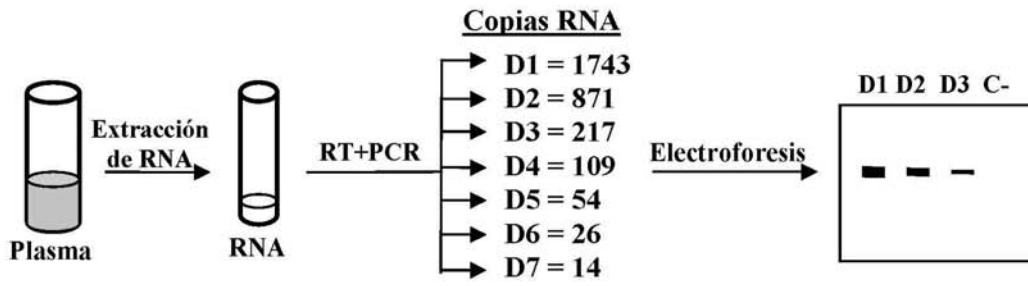 Copias RNA
D1 = 1743
D2 = 871
D3 = 217
D4 = 109
D5 = 54
D6 = 26
D7 = 14
Extracción
de RNA
RT+PCR
Electroforesis
D1 D2 D3 C-
Plasma
RNA